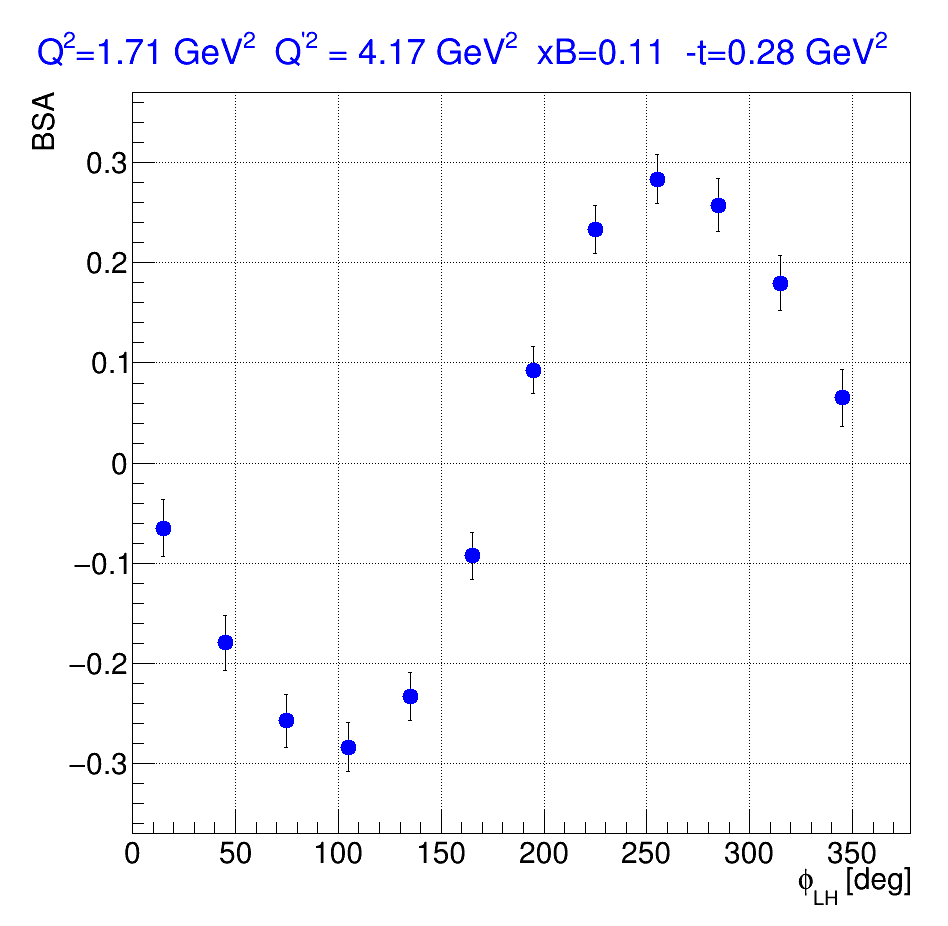 Q²=1.71 GeV² Q'² = 4.17 GeV² xB=0.11 -t=0.28 GeV²
BSA
0.3
0.2
0.1
0
−0.1
−0.2
−0.3
0 50 100 150 200 250 300 350
ϕLH [deg]